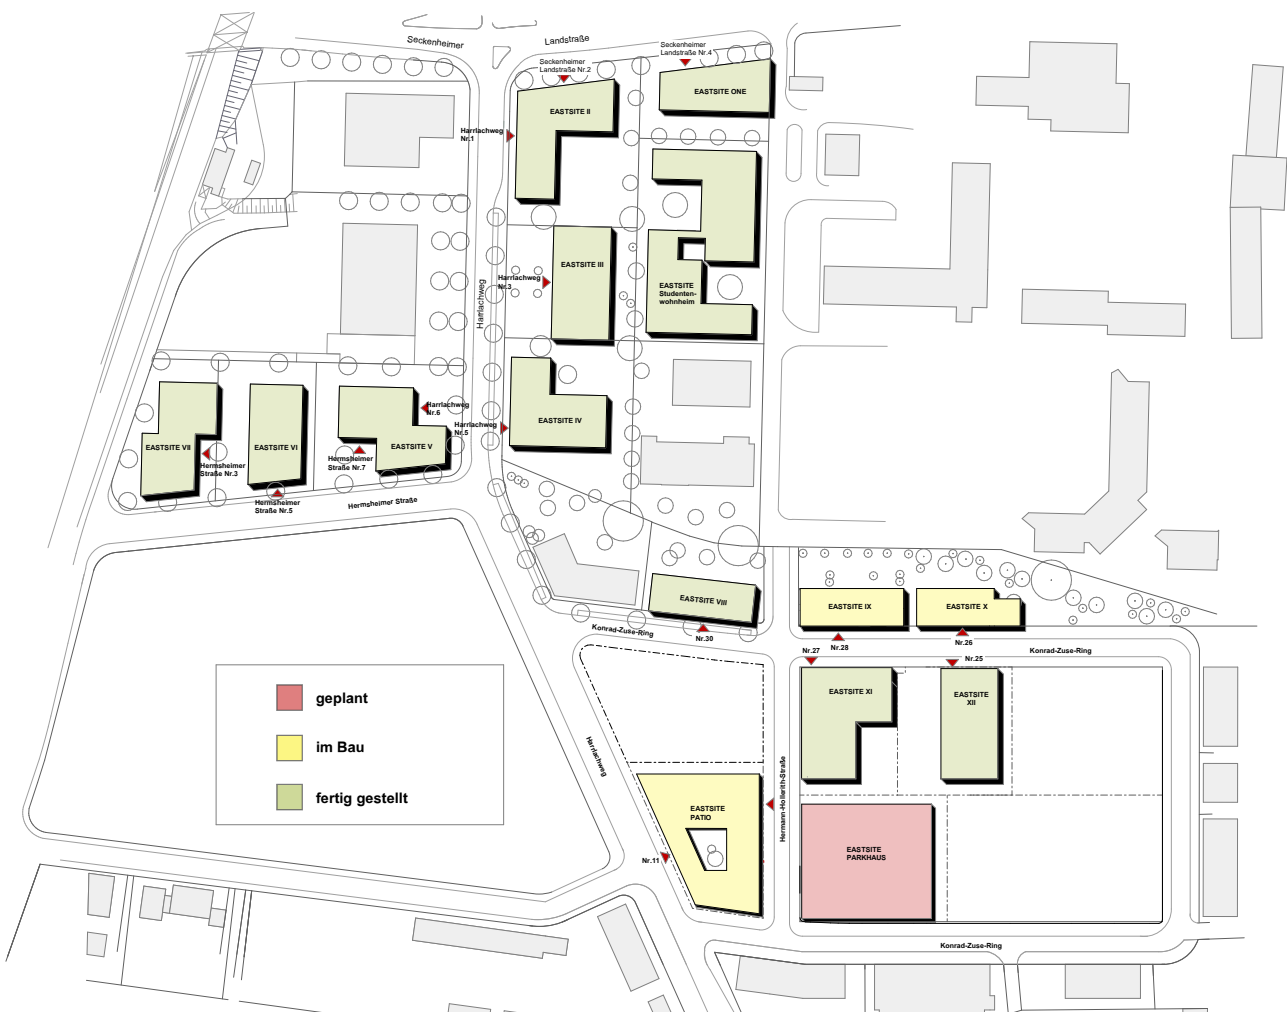 Seckenheimer
Landstraße
Seckenheimer
Landstraße Nr.4
Seckenheimer
Landstraße Nr.2
EASTSITE ONE
EASTSITE II
Harrlachweg
Nr.1
EASTSITE III
Harrlachweg
Nr.3
EASTSITE
Studenten-
wohnheim
Harrlachweg
Harrlachweg
Nr.6
Harrlachweg
Nr.5
EASTSITE IV
EASTSITE VII
EASTSITE VI
EASTSITE V
Hermsheimer
Straße Nr.3
Hermsheimer
Straße Nr.7
Hermsheimer
Straße Nr.5
Hermsheimer Straße
EASTSITE VIII
EASTSITE IX
EASTSITE X
Konrad-Zuse-Ring
Nr.30
Nr.28
Nr.26
Nr.27
Nr.25
Konrad-Zuse-Ring
EASTSITE XI
EASTSITE
XII
geplant
im Bau
fertig gestellt
Harrlachweg
Hermann-Hollerith-Straße
EASTSITE
PATIO
Nr.11
EASTSITE
PARKHAUS
Konrad-Zuse-Ring